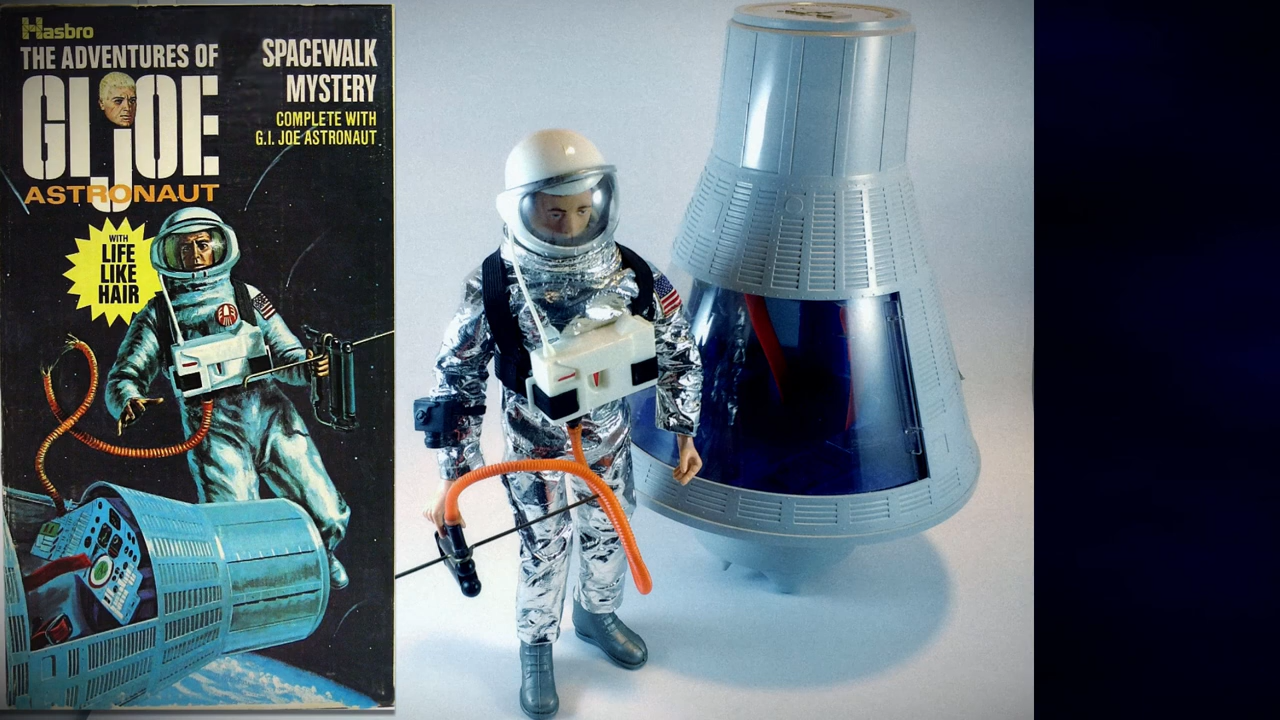 Hasbro
THE ADVENTURES OF
GI JOE
ASTRONAUT
SPACEWALK
MYSTERY
COMPLETE WITH
G.I. JOE ASTRONAUT
WITH
LIFE
LIKE
HAIR